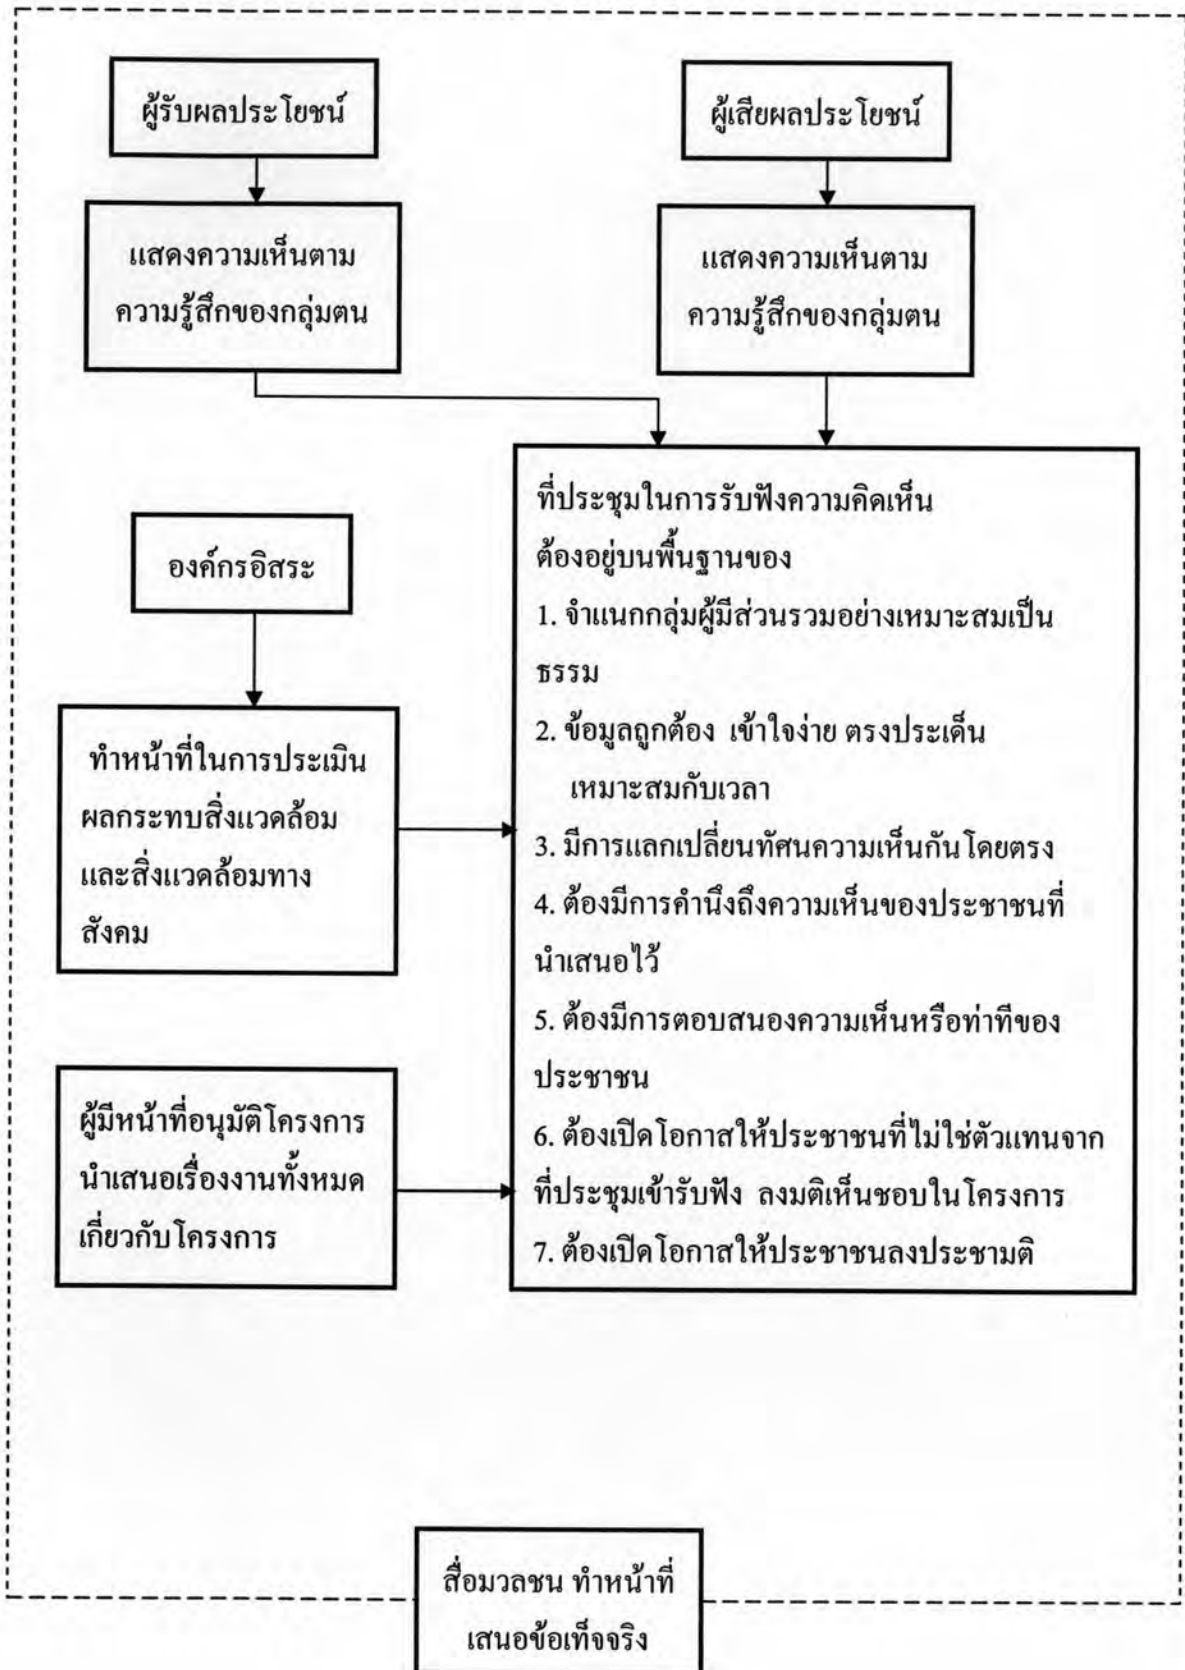 ผู้รับผลประโยชน์
ผู้เสียผลประโยชน์
แสดงความเห็นตาม
ความรู้สึกของกลุ่มตน
แสดงความเห็นตาม
ความรู้สึกของกลุ่มตน
องค์กรอิสระ
ทำหน้าที่ในการประเมิน
ผลกระทบสิ่งแวดล้อม
และสิ่งแวดล้อมทาง
สังคม
ผู้มีหน้าที่อนุมัติโครงการ
นำเสนอเรื่องงานทั้งหมด
เกี่ยวกับโครงการ
ที่ประชุมในการรับฟังความคิดเห็น
ต้องอยู่บนพื้นฐานของ
1. จำแนกกลุ่มผู้มีส่วนรวมอย่างเหมาะสมเป็น
ธรรม
2. ข้อมูลถูกต้อง เข้าใจง่าย ตรงประเด็น
เหมาะสมกับเวลา
3. มีการแลกเปลี่ยนทัศนความเห็นกันโดยตรง
4. ต้องมีการคำนึงถึงความเห็นของประชาชนที่
นำเสนอไว้
5. ต้องมีการตอบสนองความเห็นหรือท่าทีของ
ประชาชน
6. ต้องเปิดโอกาสให้ประชาชนที่ไม่ใช่ตัวแทนจาก
ที่ประชุมเข้ารับฟัง ลงมติเห็นชอบในโครงการ
7. ต้องเปิดโอกาสให้ประชาชนลงประชามติ
สื่อมวลชน ทำหน้าที่
เสนอข้อเท็จจริง